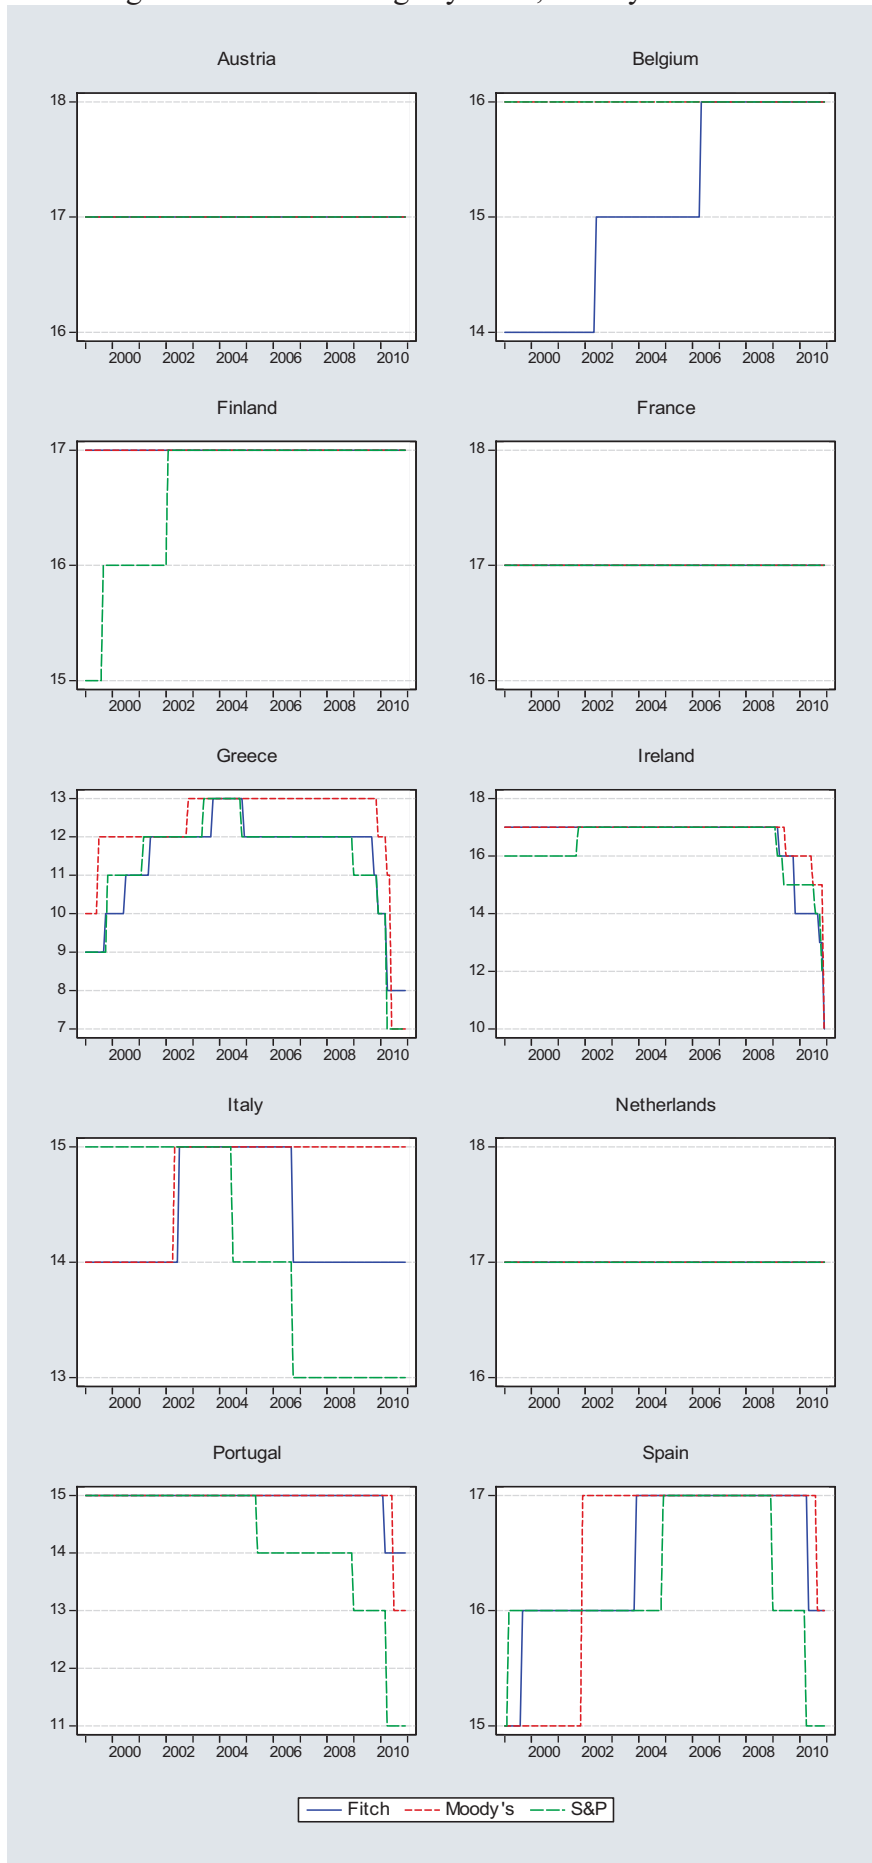 Austria Belgium
18 16
17 15
16 14
2000 2002 2004 2006 2008 2010 2000 2002 2004 2006 2008 2010
Finland France
17 18
16 17
15 16
2000 2002 2004 2006 2008 2010 2000 2002 2004 2006 2008 2010
Greece Ireland
13 18
12
11 16
10 14
9
8 12
7 10
2000 2002 2004 2006 2008 2010 2000 2002 2004 2006 2008 2010
Italy Netherlands
15 18
14 17
13 16
2000 2002 2004 2006 2008 2010 2000 2002 2004 2006 2008 2010
Portugal Spain
15 17
14
13 16
12
11 15
2000 2002 2004 2006 2008 2010 2000 2002 2004 2006 2008 2010
Fitch Moody's S&P